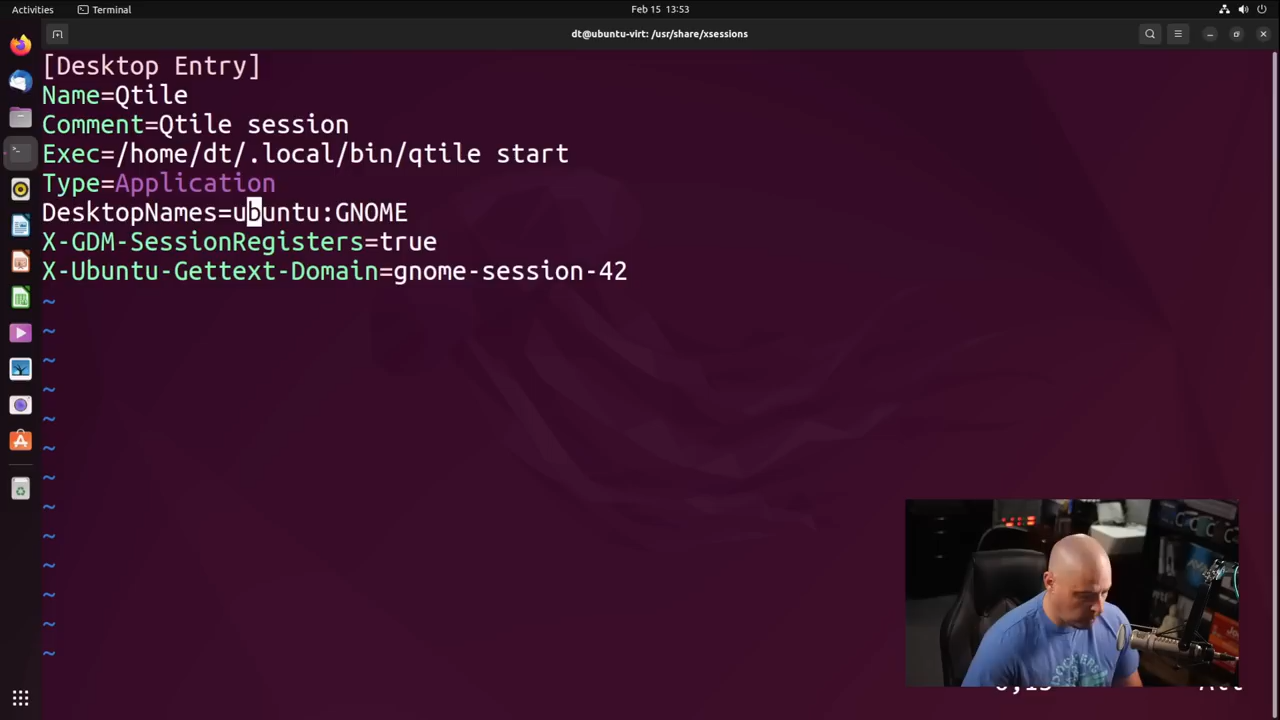 Activities
Terminal
Feb 15 13:53
dt@ubuntu-virt: /usr/share/xsessions
[Desktop Entry]
Name=Qtile
Comment=Qtile session
Exec=/home/dt/.local/bin/qtile start
Type=Application
DesktopNames=ubuntu:GNOME
X-GDM-SessionRegisters=true
X-Ubuntu-Gettext-Domain=gnome-session-42
~
~
~
~
~
~
~
~
~
~
~
~
~